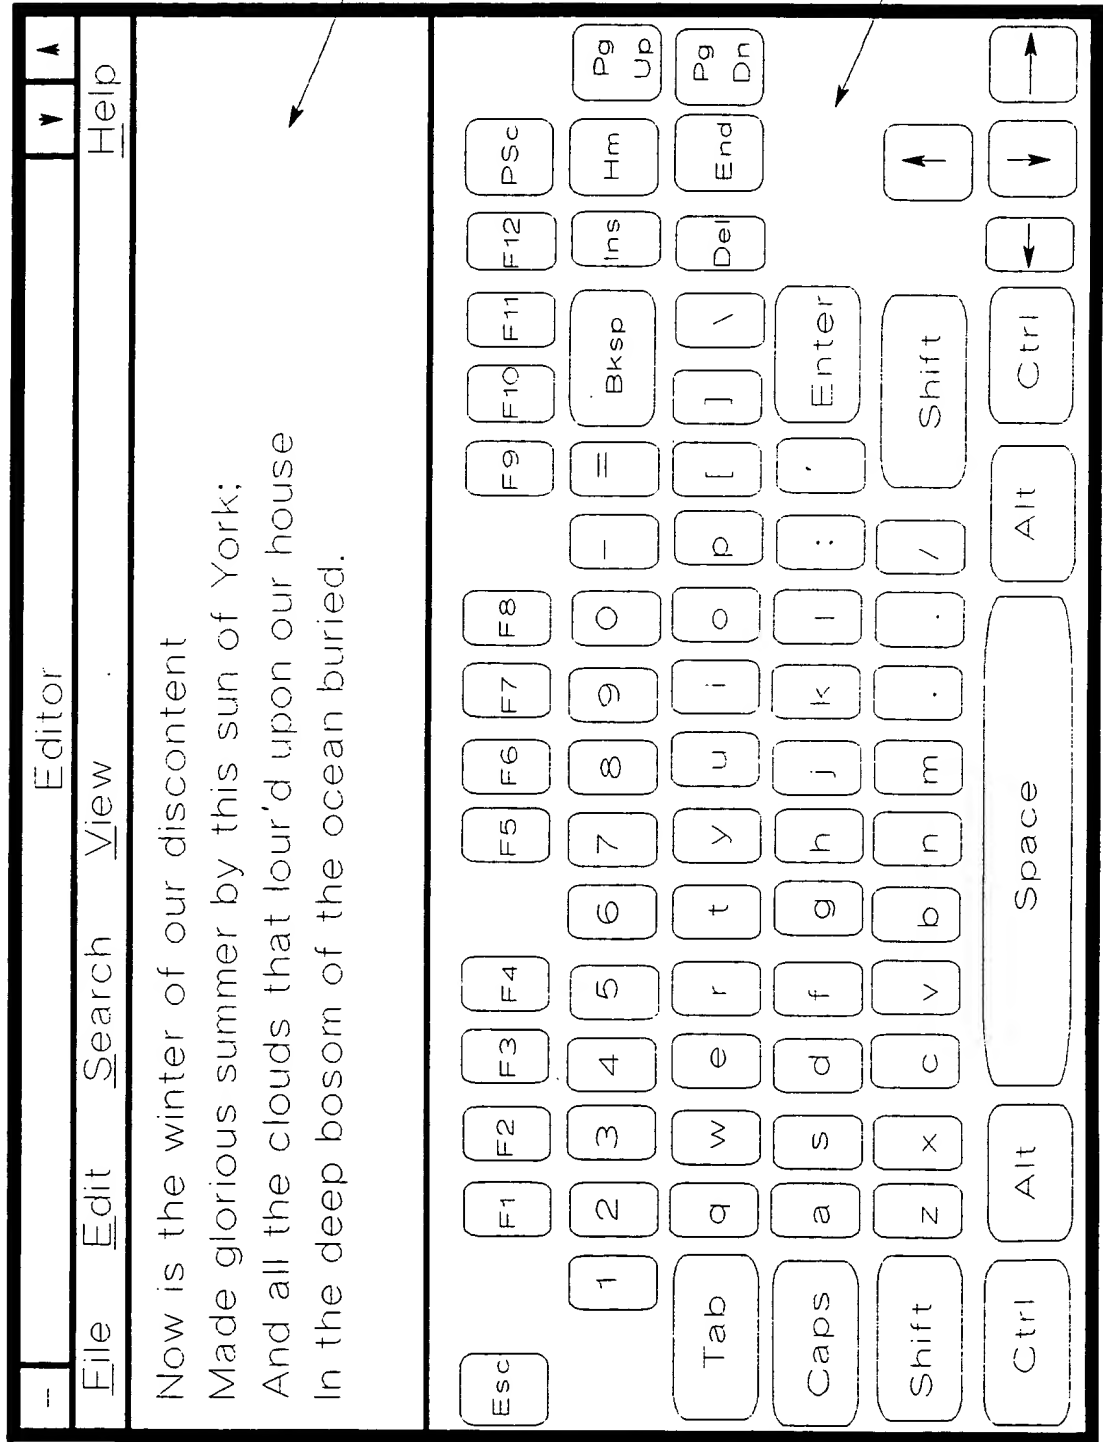 - Editor
File Edit Search View Help
Now is the winter of our discontent
Made glorious summer by this sun of York;
And all the clouds that lour'd upon our house
In the deep bosom of the ocean buried.
Esc F1 F2 F3 F4 F5 F6 F7 F8 F9 F10 F11 F12 PSc
1 2 3 4 5 6 7 8 9 0 - = Bksp Ins Hm Pg Up
Tab q w e r t y u i o p [ ] \ Del End Pg Dn
Caps a s d f g h j k l : ' Enter
Shift z x c v b n m . . / Shift ↑
Ctrl Alt Space Alt Ctrl ← ↓ →